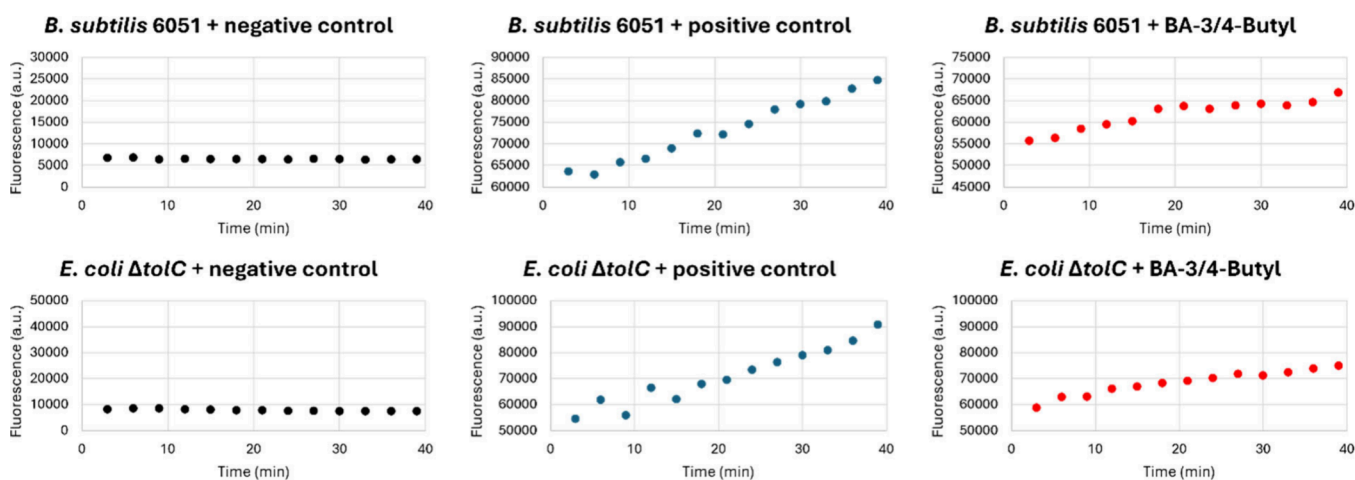 B. subtilis 6051 + negative control
Fluorescence (a.u.)
30000
25000
20000
15000
10000
5000
0
0 10 20 30 40
Time (min)
B. subtilis 6051 + positive control
Fluorescence (a.u.)
90000
85000
80000
75000
70000
65000
60000
0 10 20 30 40
Time (min)
B. subtilis 6051 + BA-3/4-Butyl
Fluorescence (a.u.)
75000
70000
65000
60000
55000
50000
45000
0 10 20 30 40
Time (min)
E. coli ΔtolC + negative control
Fluorescence (a.u.)
50000
40000
30000
20000
10000
0
0 10 20 30 40
Time (min)
E. coli ΔtolC + positive control
Fluorescence (a.u.)
100000
90000
80000
70000
60000
50000
0 10 20 30 40
Time (min)
E. coli ΔtolC + BA-3/4-Butyl
Fluorescence (a.u.)
100000
90000
80000
70000
60000
50000
0 10 20 30 40
Time (min)